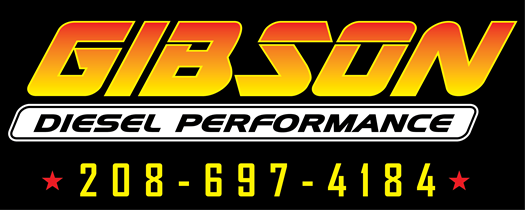 GIBSON
DIESEL PERFORMANCE
208-697-4184